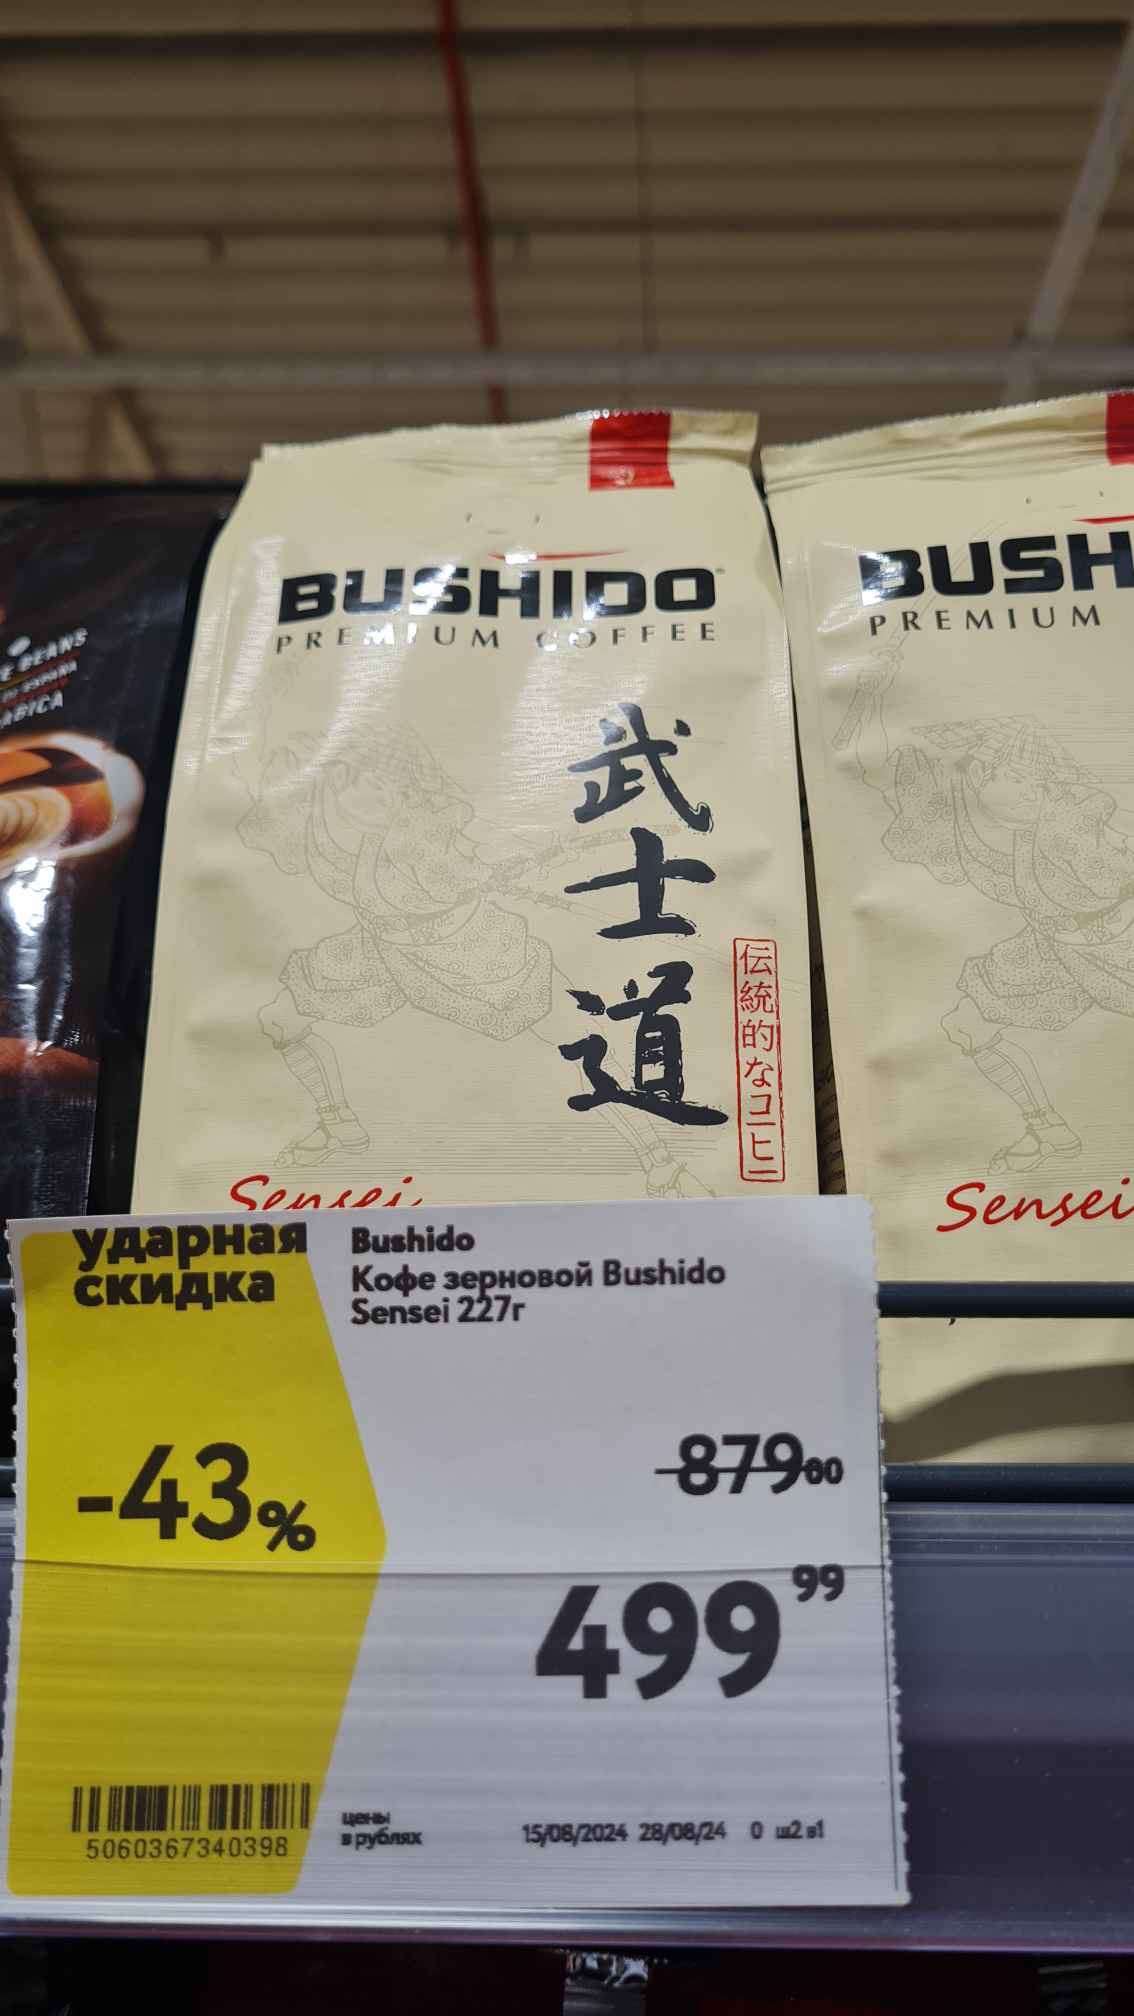 BUSHIDO
PREMIUM COFFEE
武士道
伝統的なコヒー
Sensei
BUSH
PREMIUM
Sensei
BEANS
ударная
скидка
-43%
Bushido
Кофе зерновой Bushido
Sensei 227г
499 99
5060367340398
цены
в рублях
15/08/2024 28/08/24 0 ш2 в1